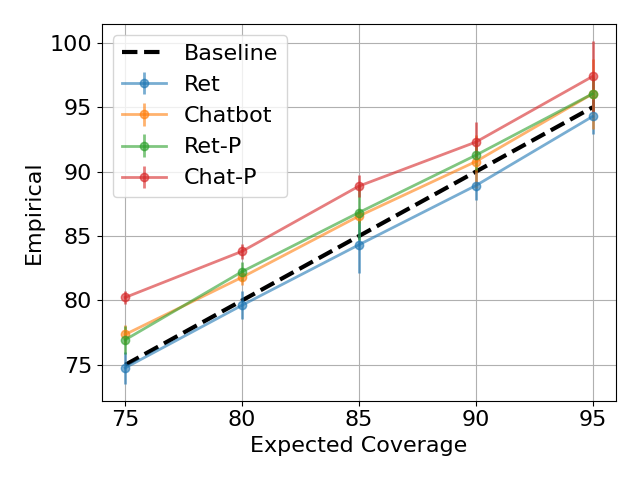 100
95
90
85
80
75
Empirical
Baseline
Ret
Chatbot
Ret-P
Chat-P
75 80 85 90 95
Expected Coverage